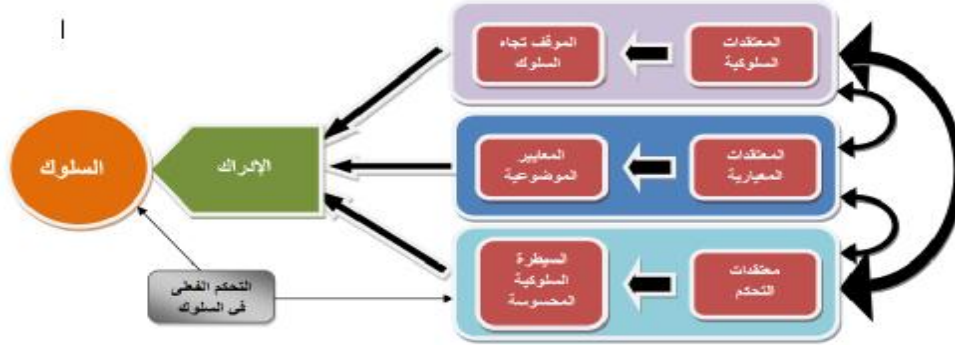 المعتقدات
السلوكية
الموقف تجاه
السلوك
المعتقدات
المعيارية
المعايير
الموضوعية
معتقدات
التحكم
السيطرة
السلوكية
المحسوسة
الإدراك
السلوك
التحكم الفعلى
فى السلوك